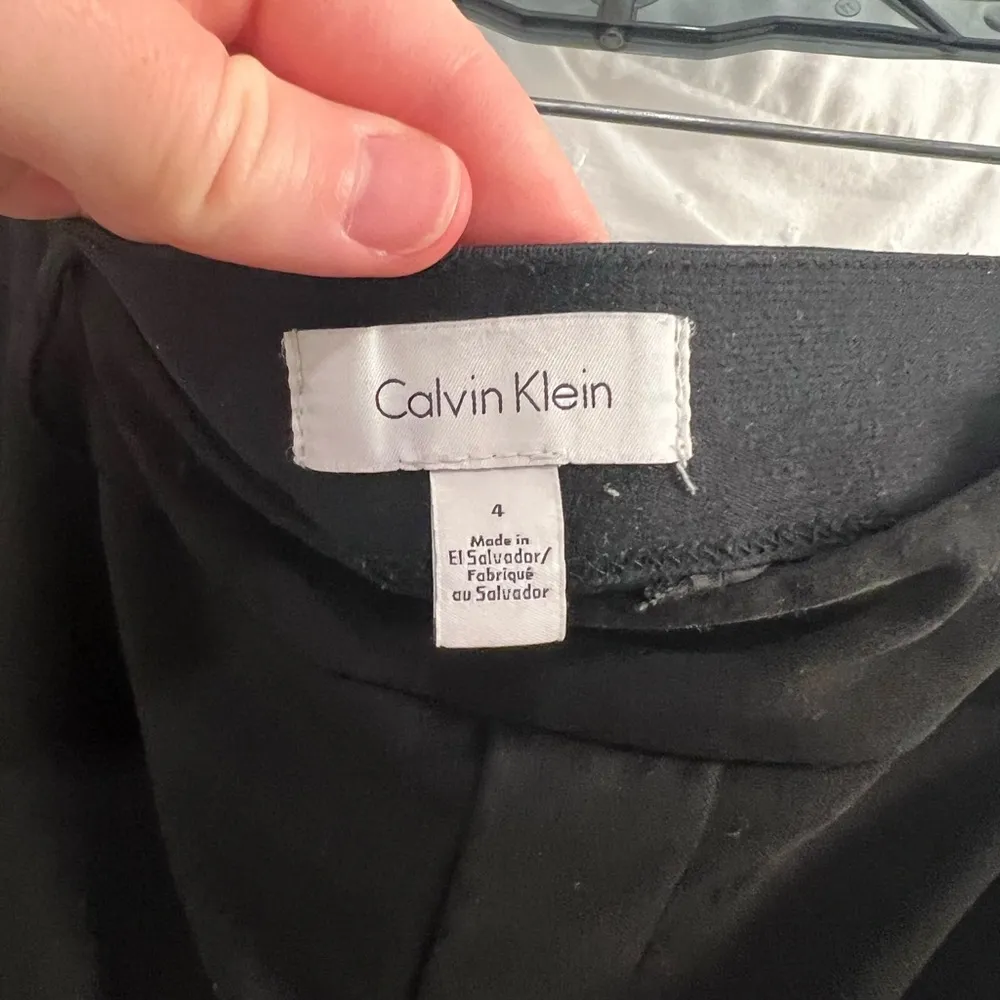 Calvin Klein
4
Made in
El Salvador/
Fabriqué
au Salvador